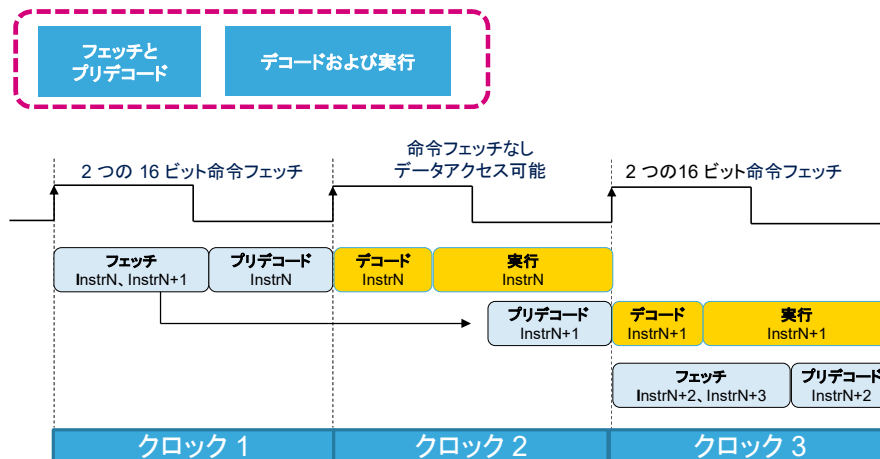 フェッチと
プリデコード
デコードおよび実行
2 つの 16 ビット命令フェッチ
命令フェッチなし
データアクセス可能
2 つの16 ビット命令フェッチ
フェッチ
InstrN、InstrN+1
プリデコード
InstrN
デコード
InstrN
実行
InstrN
プリデコード
InstrN+1
デコード
InstrN+1
実行
InstrN+1
フェッチ
InstrN+2、InstrN+3
プリデコード
InstrN+2
クロック 1
クロック 2
クロック 3